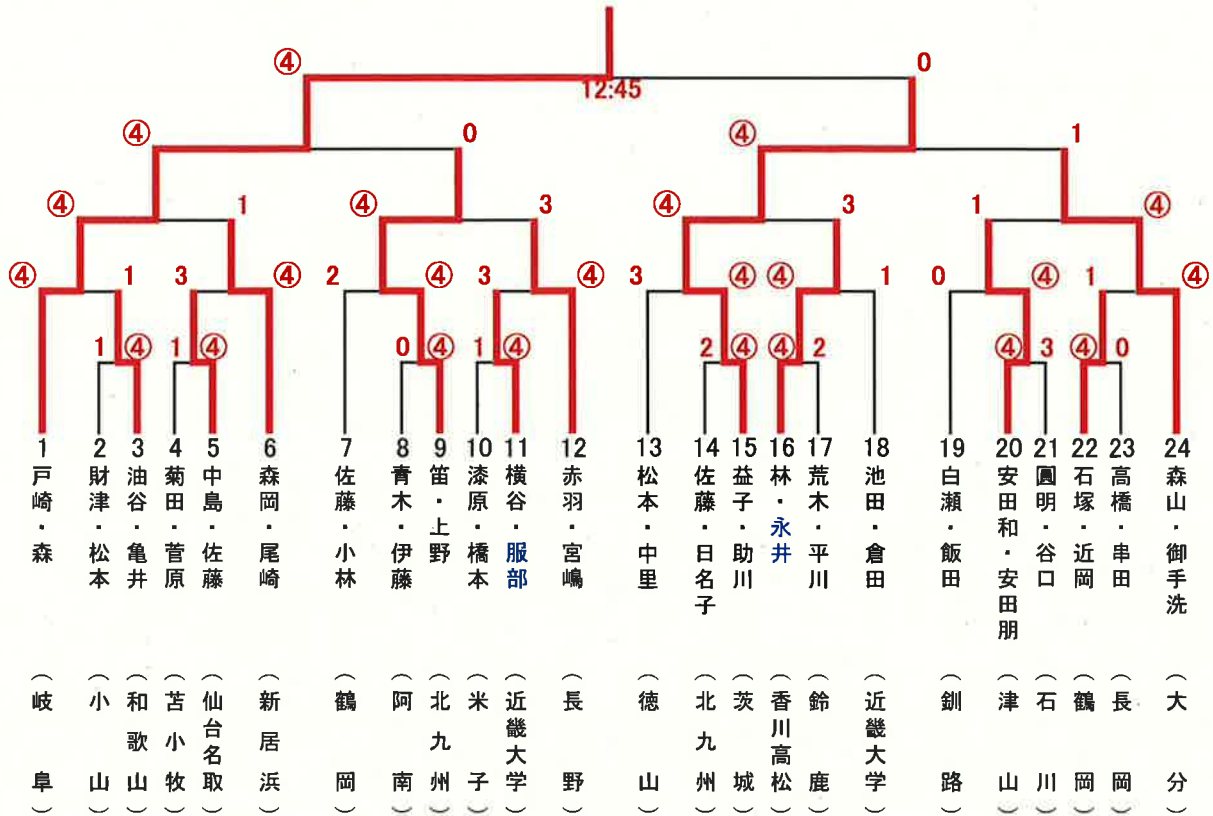 ④ 0
12:45
④ 0 ④ 1
④ 1 ④ 3 ④ 3 1 ④
④ 1 3 ④ 2 ④ 3 ④ 3 ④ ④ 1 0 ④ 1 ④
1 ④ 1 ④ 0 ④ 1 ④ 2 ④ ④ 2 ④ 3 ④ 0
1 戸崎・森 (岐阜)
2 財津・松本 (小山)
3 油谷・亀井 (和歌山)
4 菊田・菅原 (苫小牧)
5 中島・佐藤 (仙台名取)
6 森岡・尾崎 (新居浜)
7 佐藤・小林 (鶴岡)
8 青木・伊藤 (阿南)
9 笛・上野 (北九州)
10 漆原・橋本 (米子)
11 横谷・服部 (近畿大学)
12 赤羽・宮嶋 (長野)
13 松本・中里 (徳山)
14 佐藤・日名子 (北九州)
15 益子・助川 (茨城)
16 林・永井 (香川高松)
17 荒木・平川 (鈴鹿)
18 池田・倉田 (近畿大学)
19 白瀬・飯田 (釧路)
20 安田和・安田朋 (津山)
21 圓明・谷口 (石川)
22 石塚・近岡 (鶴岡)
23 高橋・串田 (長岡)
24 森山・御手洗 (大分)